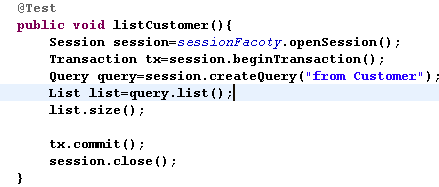 @Test
public void listCustomer(){
Session session=sessionFacoty.openSession();
Transaction tx=session.beginTransaction();
Query query=session.createQuery("from Customer");
List list=query.list();
list.size();
tx.commit();
session.close();
}